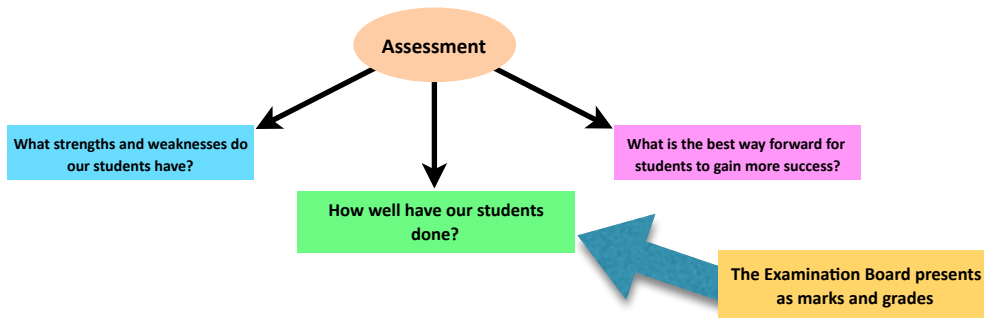 Assessment
What strengths and weaknesses do
our students have?
What is the best way forward for
students to gain more success?
How well have our students
done?
The Examination Board presents
as marks and grades